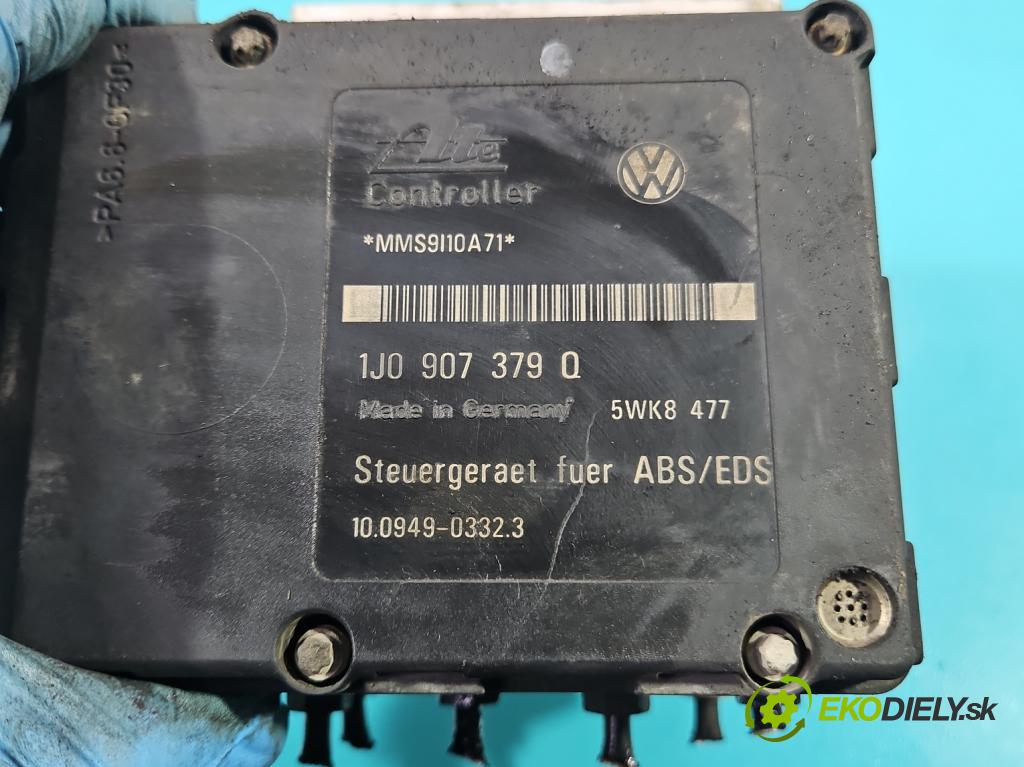 >PA6.6-GF30<
Ate
Controller
*MMS9I10A71*
1J0 907 379 Q
Made in Germany 5WK8 477
Steuergeraet fuer ABS/EDS
10.0949-0332.3
EKODIELY.sk